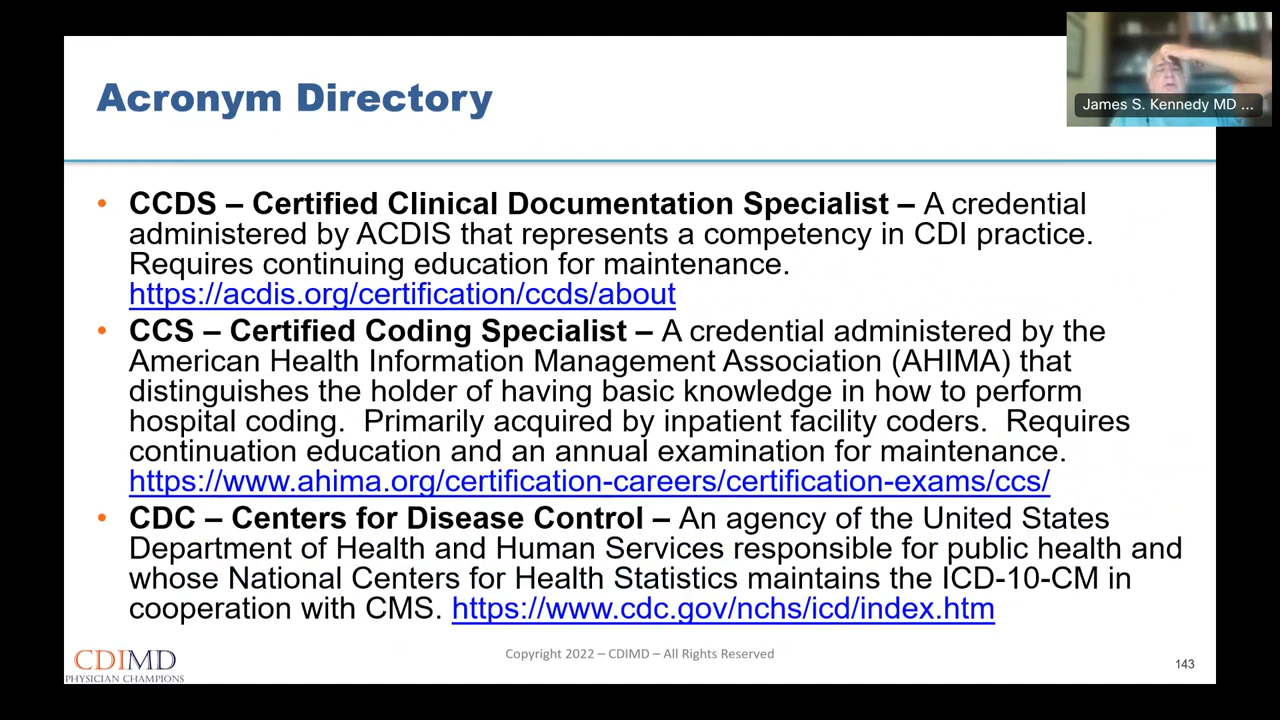 Acronym Directory
James S. Kennedy MD ...
• CCDS – Certified Clinical Documentation Specialist – A credential
administered by ACDIS that represents a competency in CDI practice.
Requires continuing education for maintenance.
https://acdis.org/certification/ccds/about
• CCS – Certified Coding Specialist – A credential administered by the
American Health Information Management Association (AHIMA) that
distinguishes the holder of having basic knowledge in how to perform
hospital coding.  Primarily acquired by inpatient facility coders.  Requires
continuation education and an annual examination for maintenance.
https://www.ahima.org/certification-careers/certification-exams/ccs/
• CDC – Centers for Disease Control – An agency of the United States
Department of Health and Human Services responsible for public health and
whose National Centers for Health Statistics maintains the ICD-10-CM in
cooperation with CMS. https://www.cdc.gov/nchs/icd/index.htm
Copyright 2022 – CDIMD – All Rights Reserved
143
CDIMD
PHYSICIAN CHAMPIONS